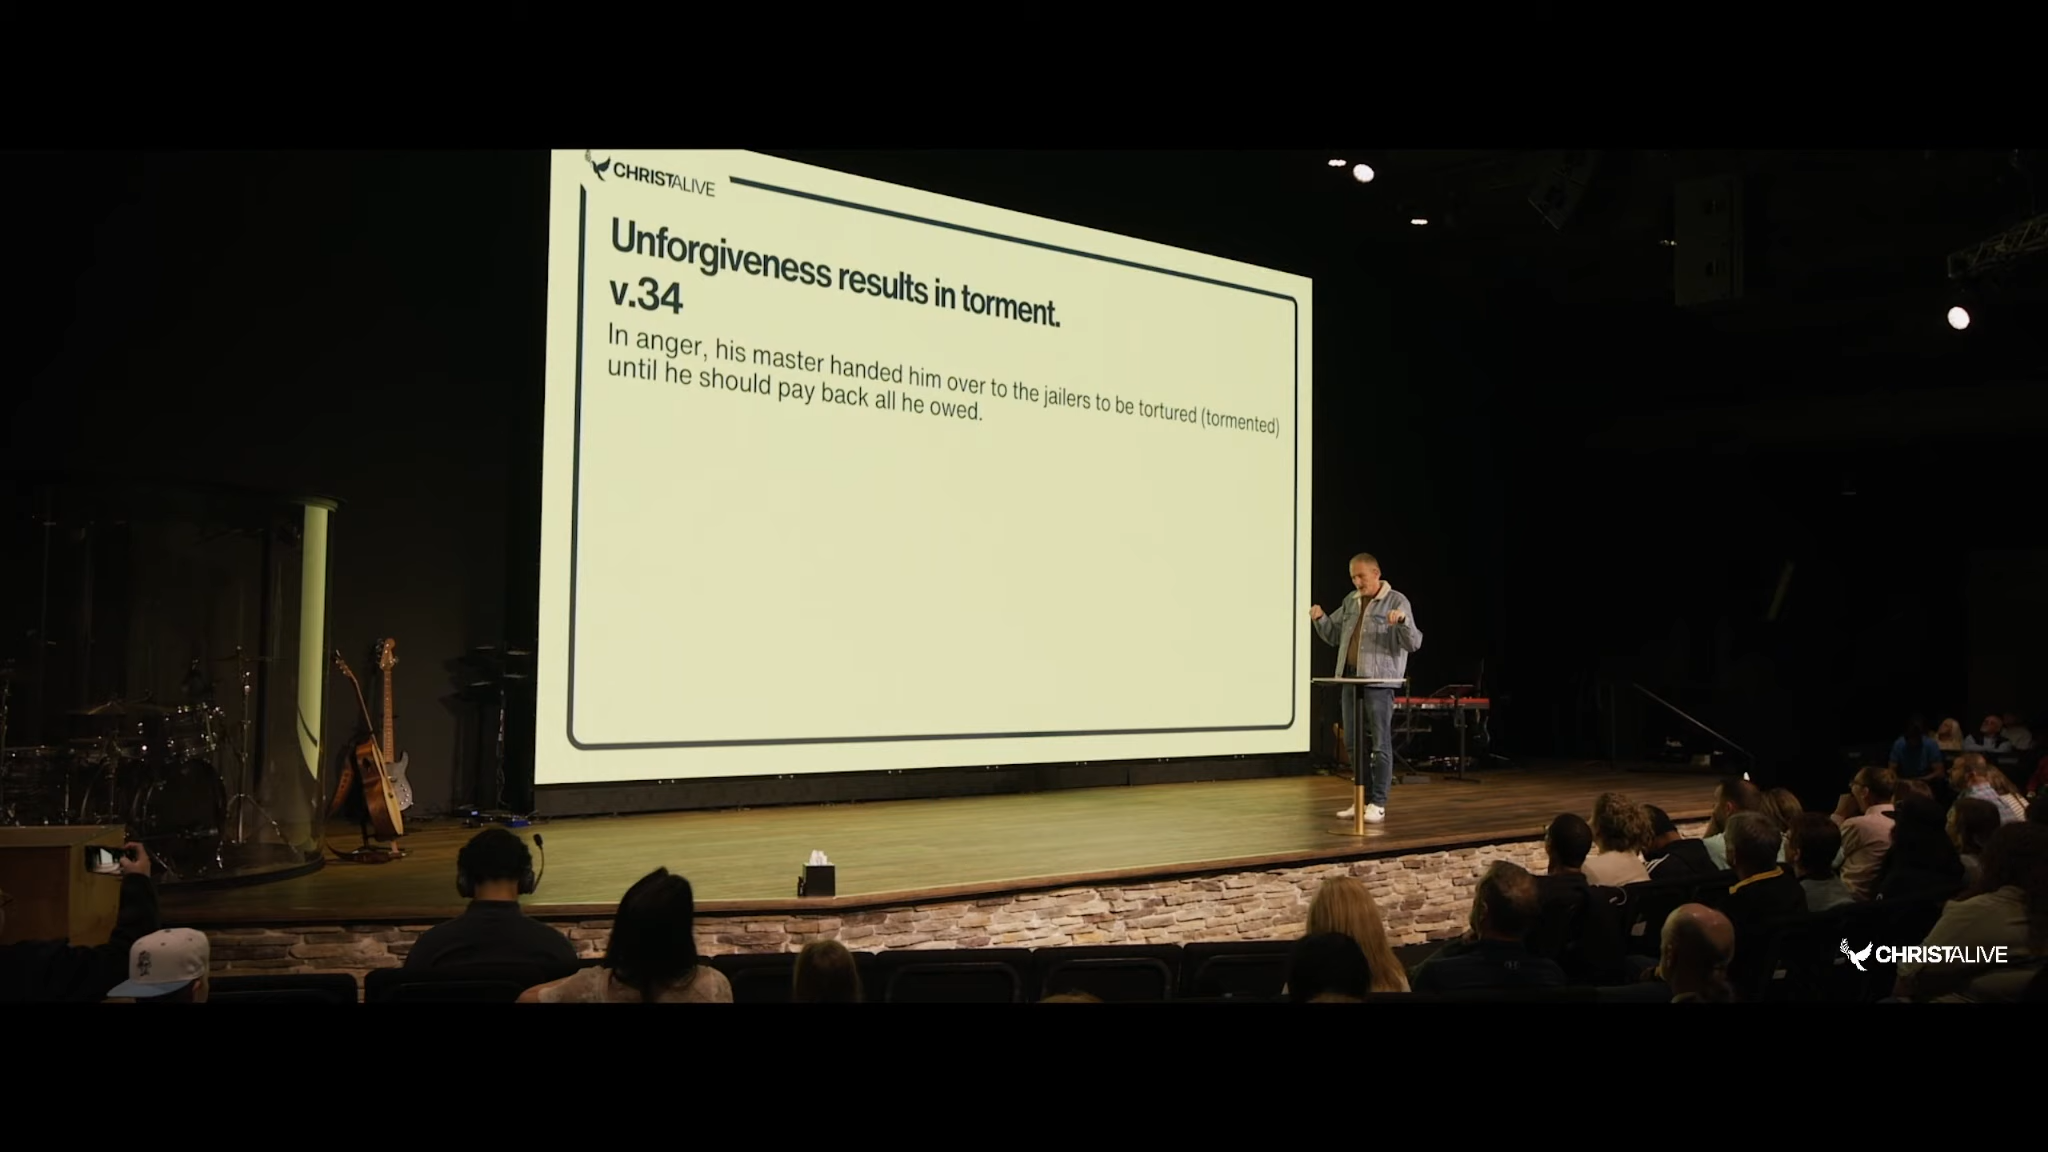 CHRISTALIVE
Unforgiveness results in torment.
v.34
In anger, his master handed him over to the jailers to be tortured (tormented)
until he should pay back all he owed.
CHRISTALIVE